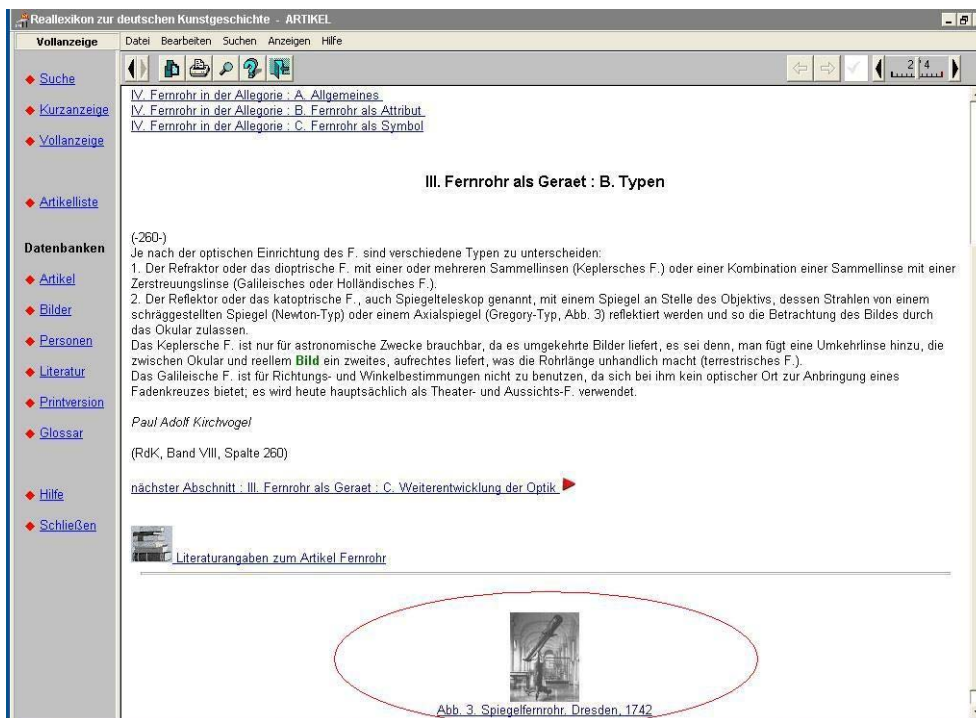 Reallexikon zur deutschen Kunstgeschichte - ARTIKEL
Vollanzeige
Datei Bearbeiten Suchen Anzeigen Hilfe
Suche
Kurzanzeige
Vollanzeige
Artikelliste
Datenbanken
Artikel
Bilder
Personen
Literatur
Printversion
Glossar
Hilfe
Schließen
2 4
IV. Fernrohr in der Allegorie : A. Allgemeines
IV. Fernrohr in der Allegorie : B. Fernrohr als Attribut
IV. Fernrohr in der Allegorie : C. Fernrohr als Symbol
III. Fernrohr als Geraet : B. Typen
(-260-)
Je nach der optischen Einrichtung des F. sind verschiedene Typen zu unterscheiden:
1. Der Refraktor oder das dioptrische F. mit einer oder mehreren Sammellinsen (Keplersches F.) oder einer Kombination einer Sammellinse mit einer
Zerstreuungslinse (Galileisches oder Holländisches F.).
2. Der Reflektor oder das katoptrische F., auch Spiegelteleskop genannt, mit einem Spiegel an Stelle des Objektivs, dessen Strahlen von einem
schräggestellten Spiegel (Newton-Typ) oder einem Axialspiegel (Gregory-Typ, Abb. 3) reflektiert werden und so die Betrachtung des Bildes durch
das Okular zulassen.
Das Keplersche F. ist nur für astronomische Zwecke brauchbar, da es umgekehrte Bilder liefert, es sei denn, man fügt eine Umkehrlinse hinzu, die
zwischen Okular und reellem Bild ein zweites, aufrechtes liefert, was die Rohrlänge unhandlich macht (terrestrisches F.).
Das Galileische F. ist für Richtungs- und Winkelbestimmungen nicht zu benutzen, da sich bei ihm kein optischer Ort zur Anbringung eines
Fadenkreuzes bietet; es wird heute hauptsächlich als Theater- und Aussichts-F. verwendet.
Paul Adolf Kirchvogel
(RdK, Band VIII, Spalte 260)
nächster Abschnitt : III. Fernrohr als Geraet : C. Weiterentwicklung der Optik
Literaturangaben zum Artikel Fernrohr
Abb. 3. Spiegelfernrohr. Dresden, 1742